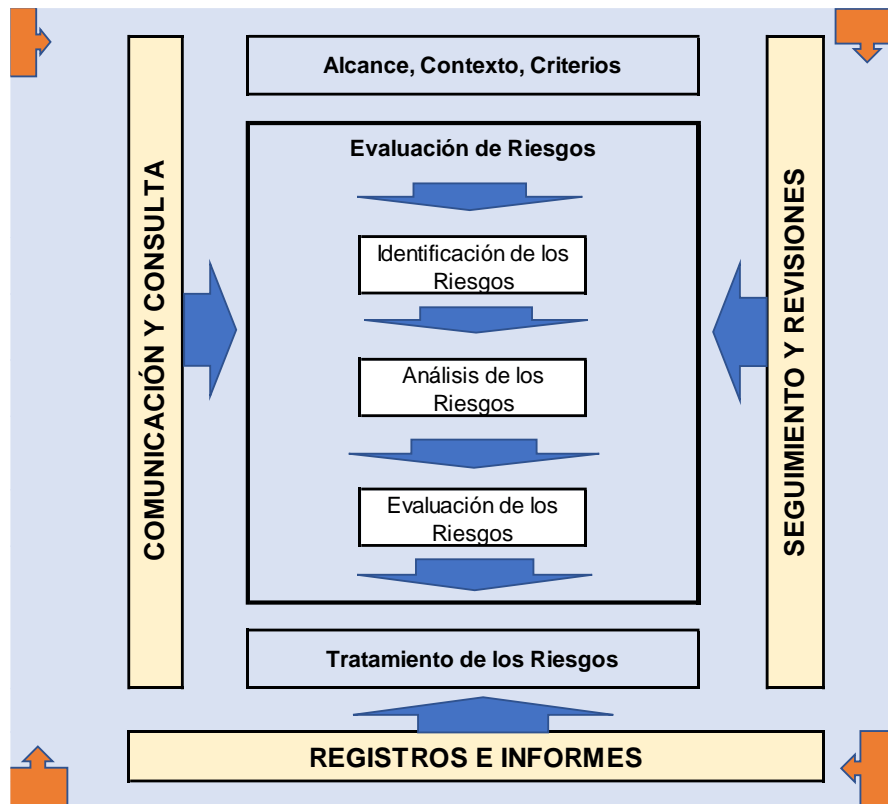 Alcance, Contexto, Criterios
Evaluación de Riesgos
Identificación de los
Riesgos
Análisis de los
Riesgos
Evaluación de los
Riesgos
Tratamiento de los Riesgos
COMUNICACIÓN Y CONSULTA
SEGUIMIENTO Y REVISIONES
REGISTROS E INFORMES